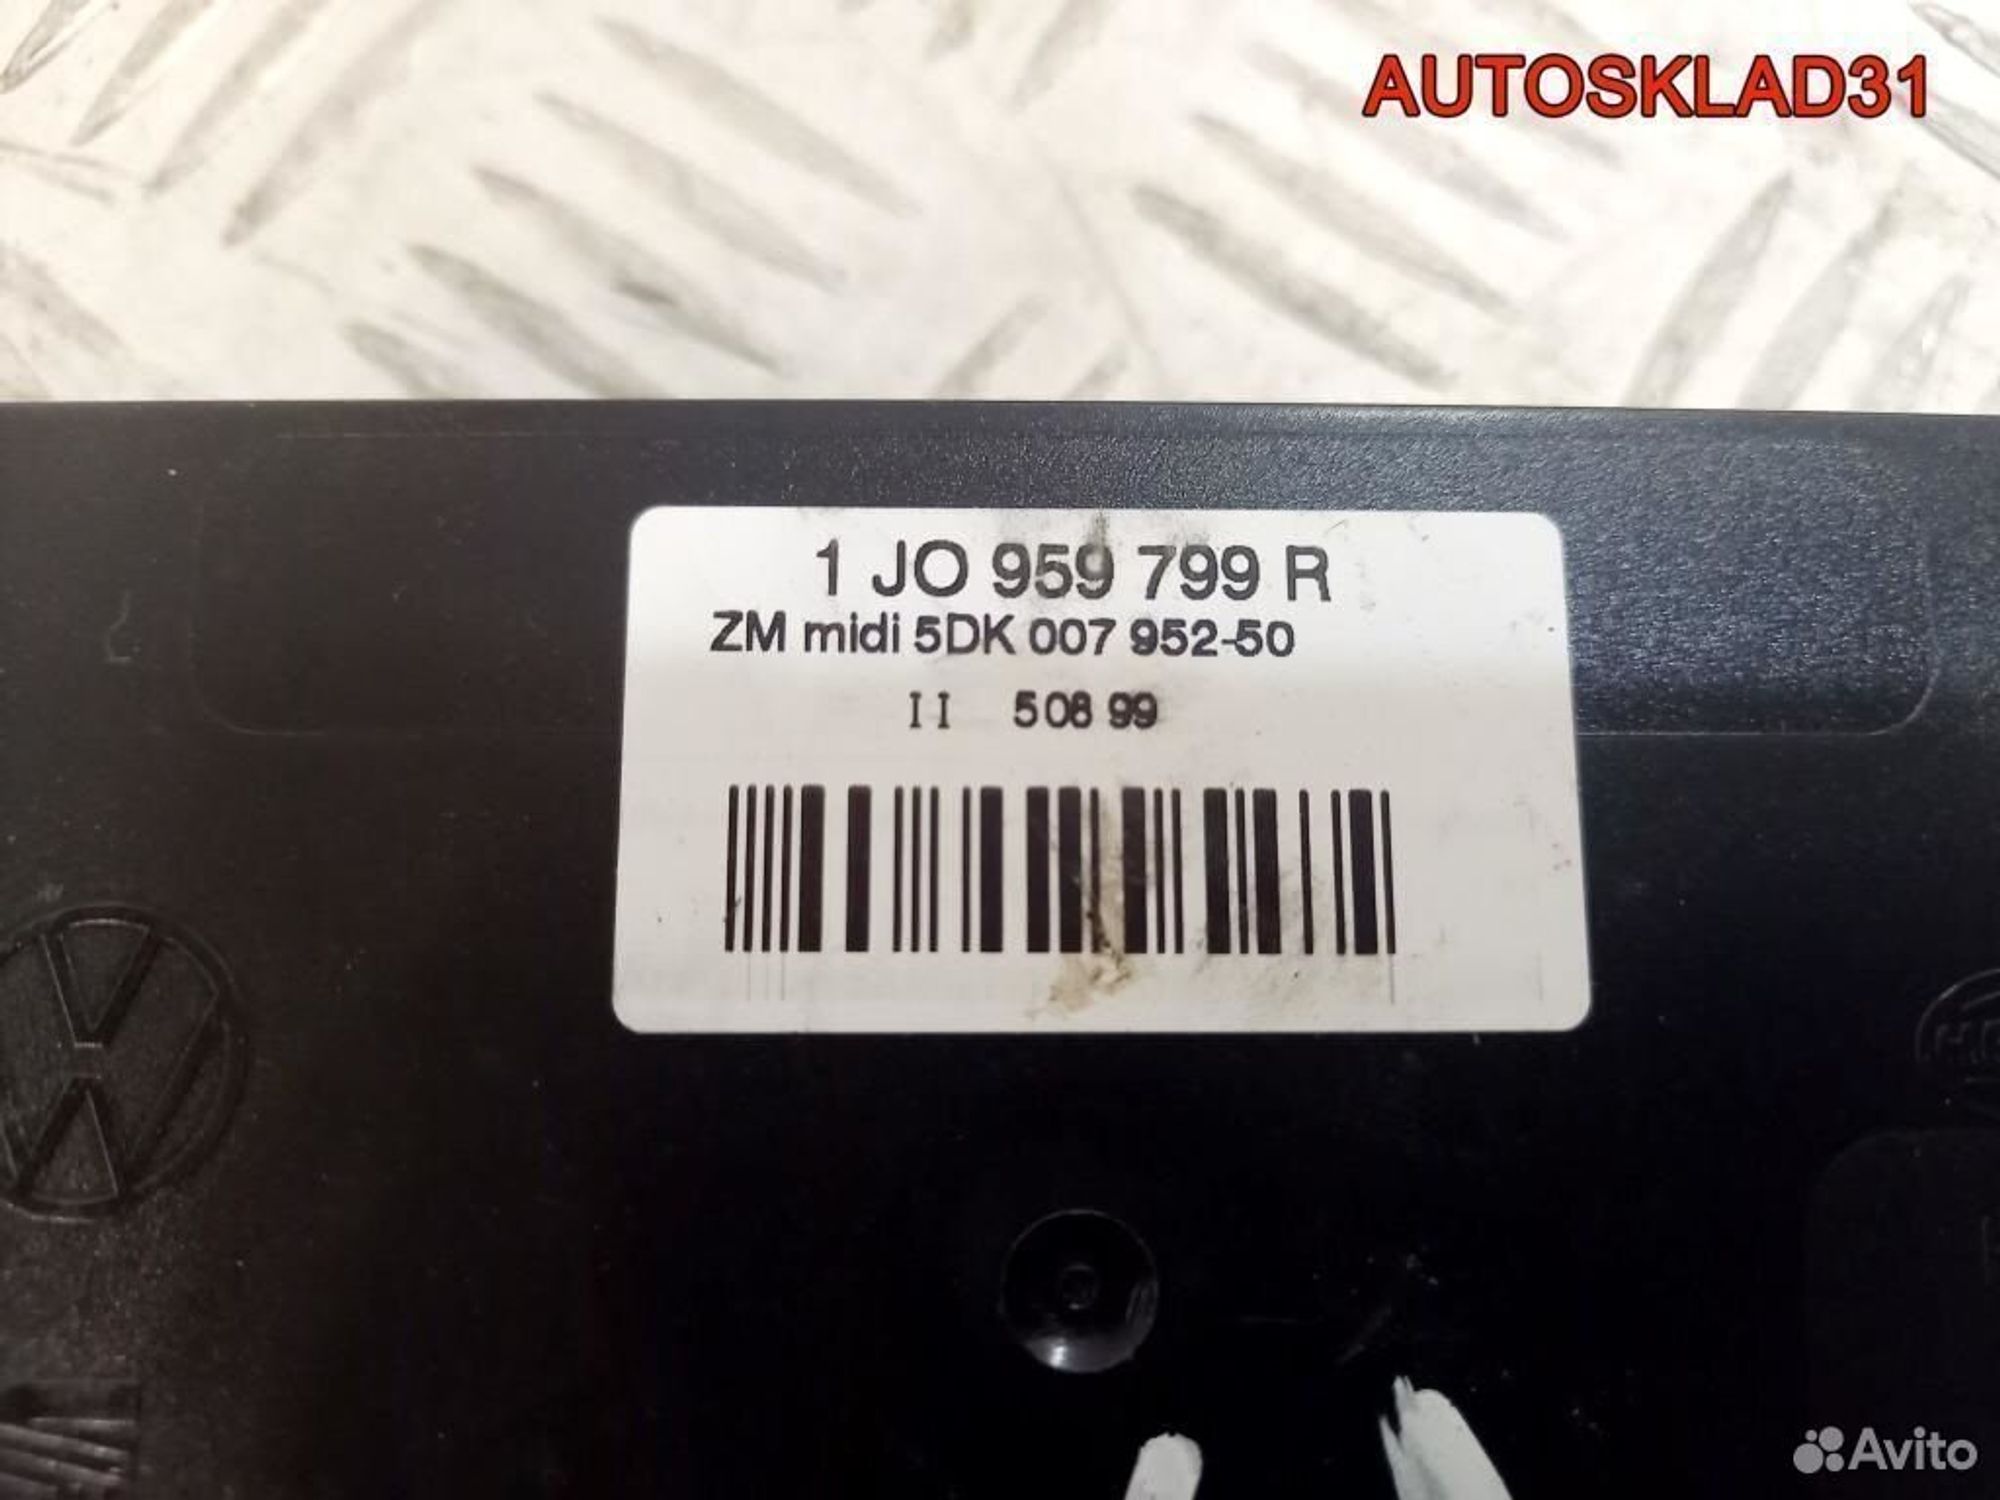 AUTOSKLAD31
1 JO 959 799 R
ZM midi 5DK 007 952-50
II 508 99
Avito